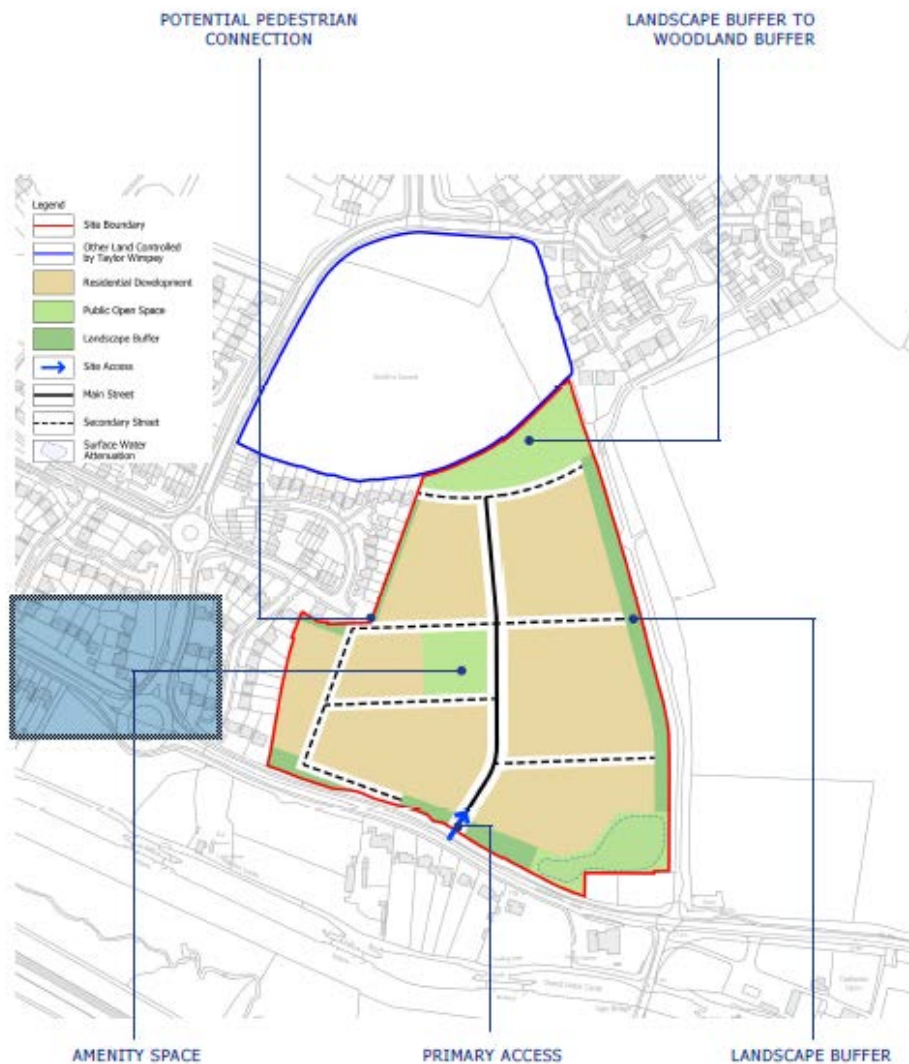 POTENTIAL PEDESTRIAN
CONNECTION
LANDSCAPE BUFFER TO
WOODLAND BUFFER
Legend
Site Boundary
Other Land Controlled
by Taylor Wimpey
Residential Development
Public Open Space
Landscape Buffer
Site Access
Main Street
Secondary Street
Surface Water
Attenuation
AMENITY SPACE
PRIMARY ACCESS
LANDSCAPE BUFFER